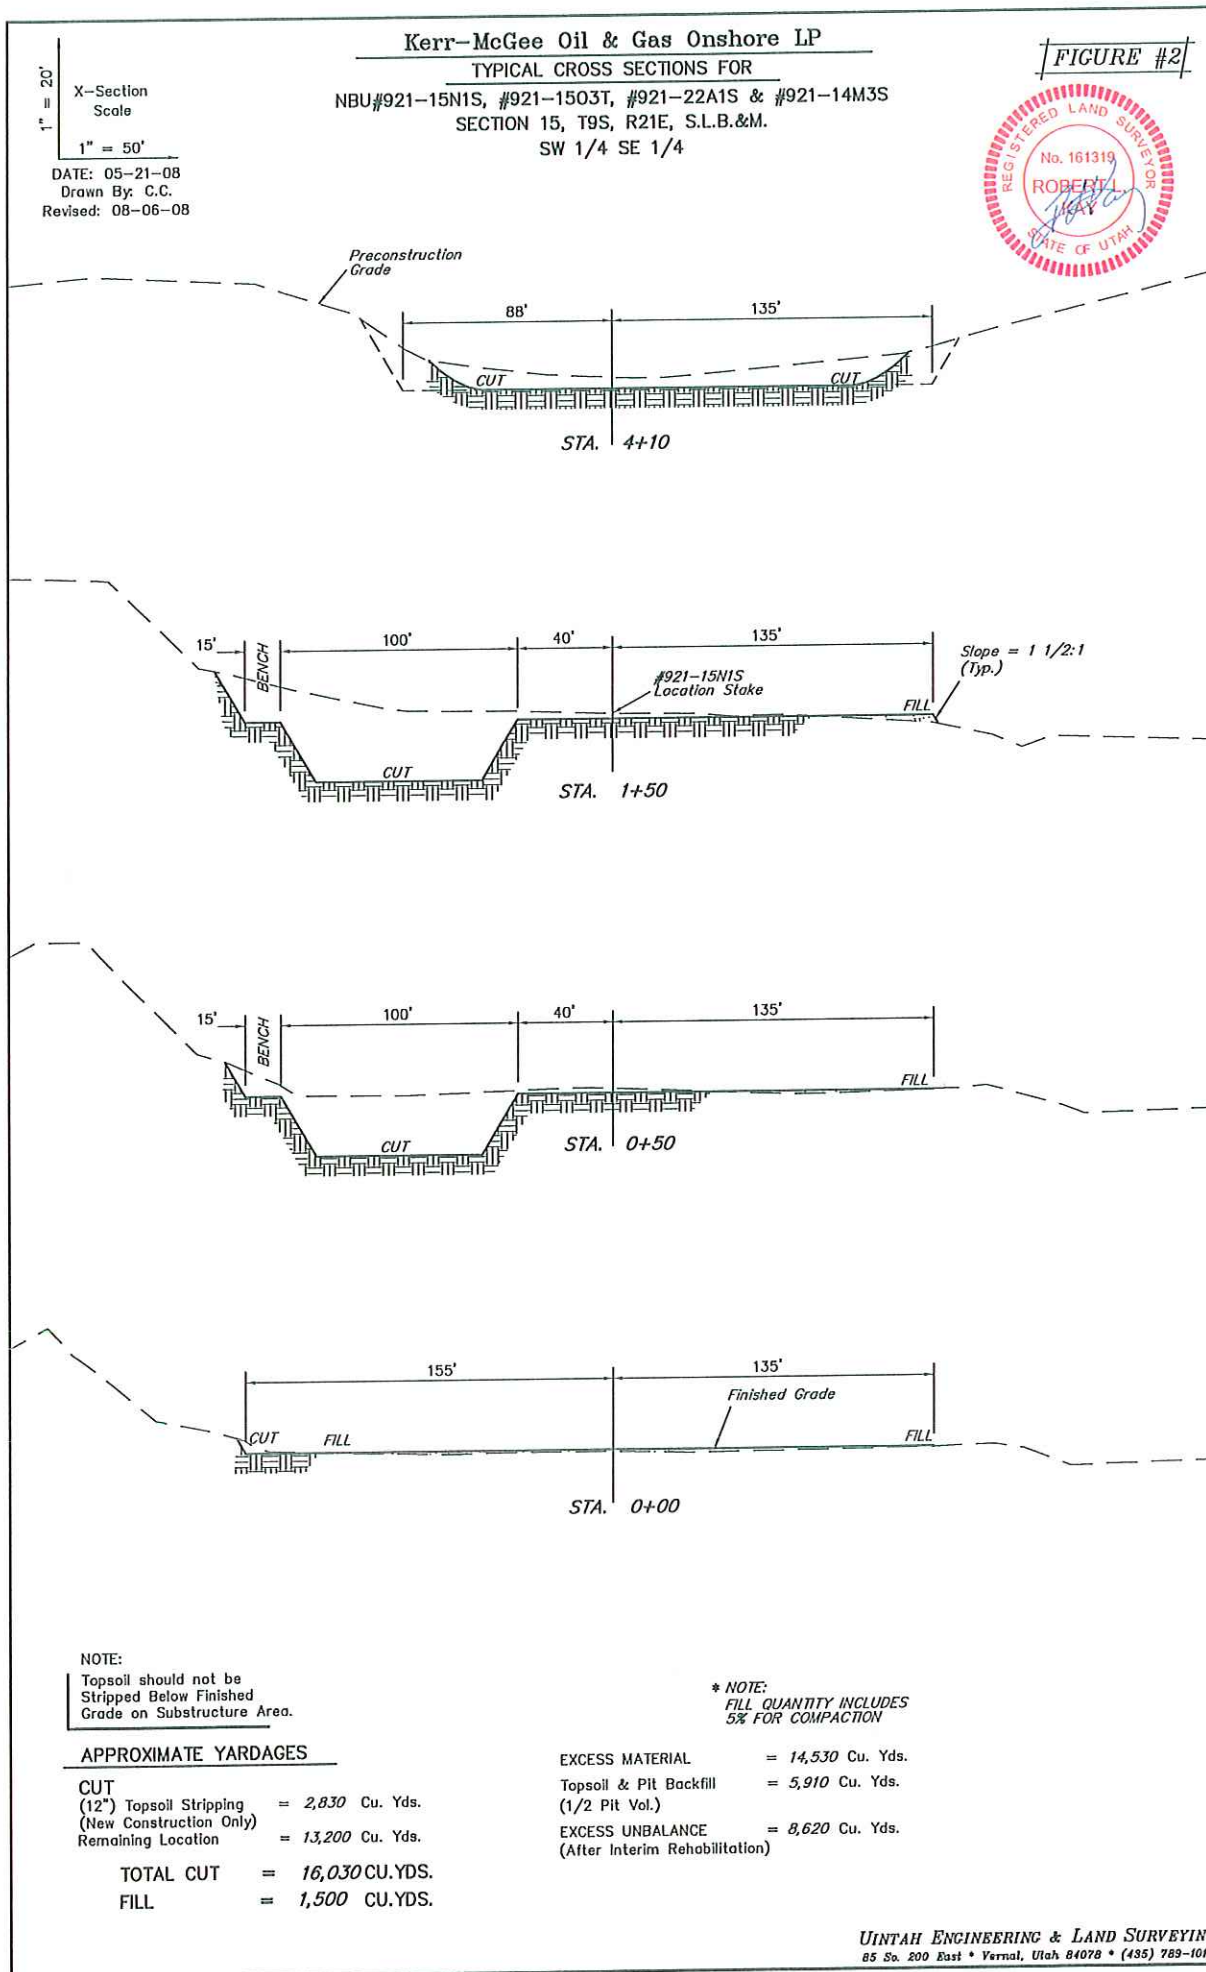 Kerr-McGee Oil & Gas Onshore LP
TYPICAL CROSS SECTIONS FOR
NBU#921-15N1S, #921-15O3T, #921-22A1S & #921-14M3S
SECTION 15, T9S, R21E, S.L.B.&M.
SW 1/4 SE 1/4
FIGURE #2
1" = 20'
X-Section
Scale
1" = 50'
DATE: 05-21-08
Drawn By: C.C.
Revised: 08-06-08
REGISTERED LAND SURVEYOR
No. 161319
ROBERT L.
KAY
STATE OF UTAH
Preconstruction
Grade
88' 135'
CUT CUT
STA. 4+10
15' BENCH 100' 40' 135'
Slope = 1 1/2:1
(Typ.)
#921-15N1S
Location Stake
FILL
CUT
STA. 1+50
15' BENCH 100' 40' 135'
FILL
CUT
STA. 0+50
155' 135'
Finished Grade
CUT FILL FILL
STA. 0+00
NOTE:
Topsoil should not be
Stripped Below Finished
Grade on Substructure Area.
* NOTE:
FILL QUANTITY INCLUDES
5% FOR COMPACTION
APPROXIMATE YARDAGES
CUT
(12") Topsoil Stripping = 2,830 Cu. Yds.
(New Construction Only)
Remaining Location = 13,200 Cu. Yds.
TOTAL CUT = 16,030 CU.YDS.
FILL = 1,500 CU.YDS.
EXCESS MATERIAL = 14,530 Cu. Yds.
Topsoil & Pit Backfill = 5,910 Cu. Yds.
(1/2 Pit Vol.)
EXCESS UNBALANCE = 8,620 Cu. Yds.
(After Interim Rehabilitation)
UINTAH ENGINEERING & LAND SURVEYIN
85 So. 200 East * Vernal, Utah 84078 * (435) 789-101